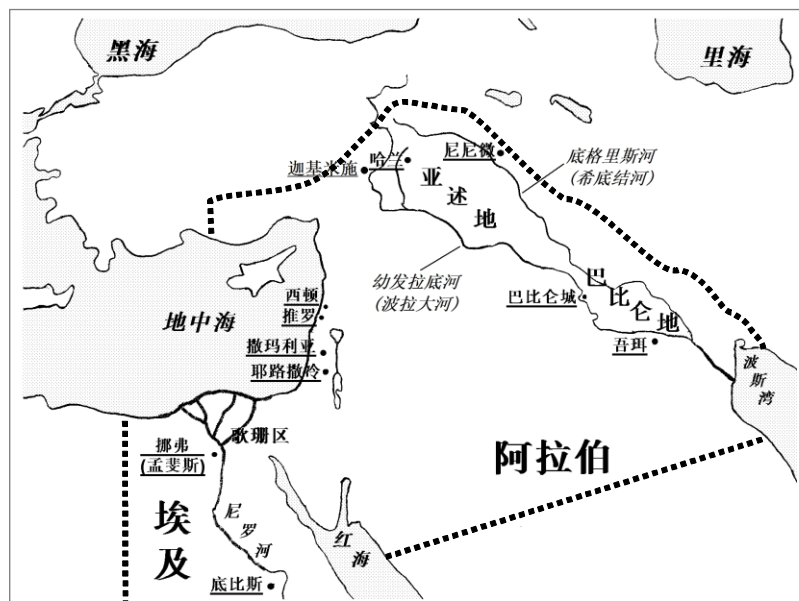 黑海
里海
迦基米施
哈兰
尼尼微
底格里斯河
(希底结河)
亚述地
幼发拉底河
(波拉大河)
巴比仑城
巴比仑地
吾珥
波斯湾
地中海
西顿
推罗
撒玛利亚
耶路撒冷
歌珊区
挪弗
(孟斐斯)
埃及
尼罗河
底比斯
红海
阿拉伯